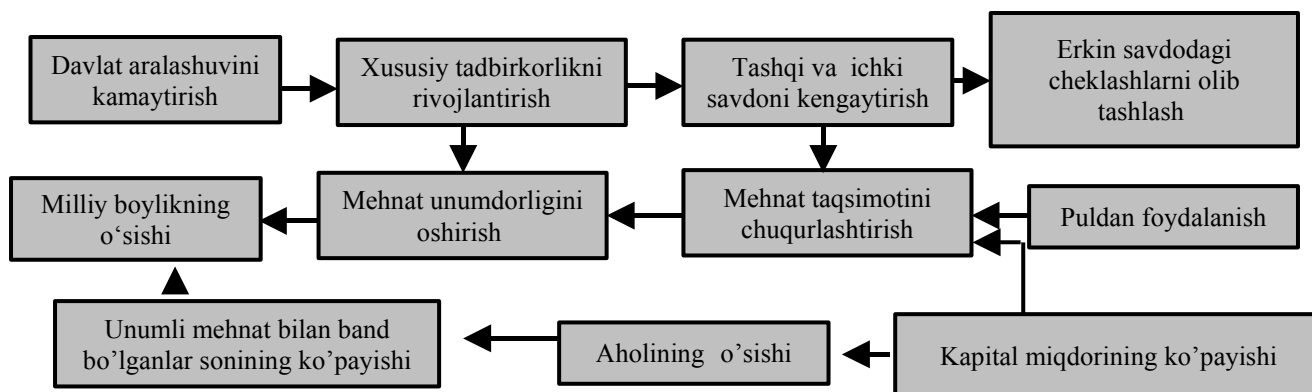 Davlat aralashuvini
kamaytirish
Xususiy tadbirkorlikni
rivojlantirish
Tashqi va ichki
savdoni kengaytirish
Erkin savdodagi
cheklashlarni olib
tashlash
Milliy boylikning
o‘sishi
Mehnat unumdorligini
oshirish
Mehnat taqsimotini
chuqurlashtirish
Puldan foydalanish
Unumli mehnat bilan band
bo’lganlar sonining ko’payishi
Aholining o’sishi
Kapital miqdorining ko’payishi